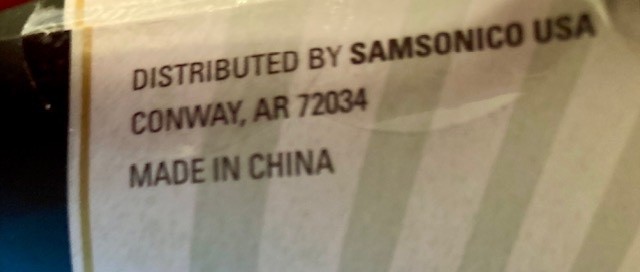 DISTRIBUTED BY SAMSONICO USA
CONWAY, AR 72034
MADE IN CHINA